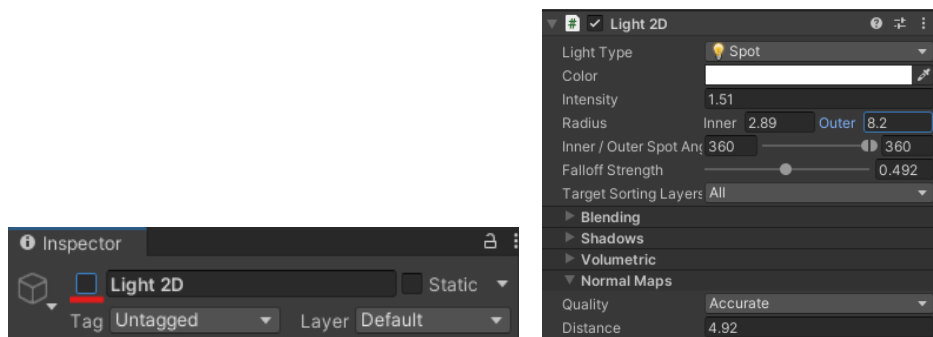 Inspector
Light 2D Static
Tag Untagged Layer Default
# Light 2D
Light Type Spot
Color
Intensity 1.51
Radius Inner 2.89 Outer 8.2
Inner / Outer Spot Ang 360 360
Falloff Strength 0.492
Target Sorting Layers All
Blending
Shadows
Volumetric
Normal Maps
Quality Accurate
Distance 4.92